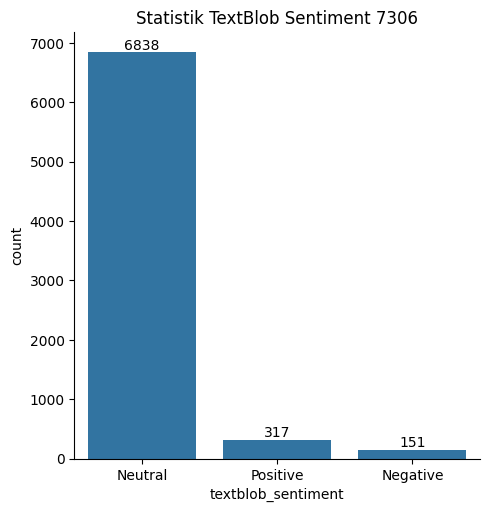 Statistik TextBlob Sentiment 7306
7000
6000
5000
4000
3000
2000
1000
0
count
6838
317
151
Neutral Positive Negative
textblob_sentiment